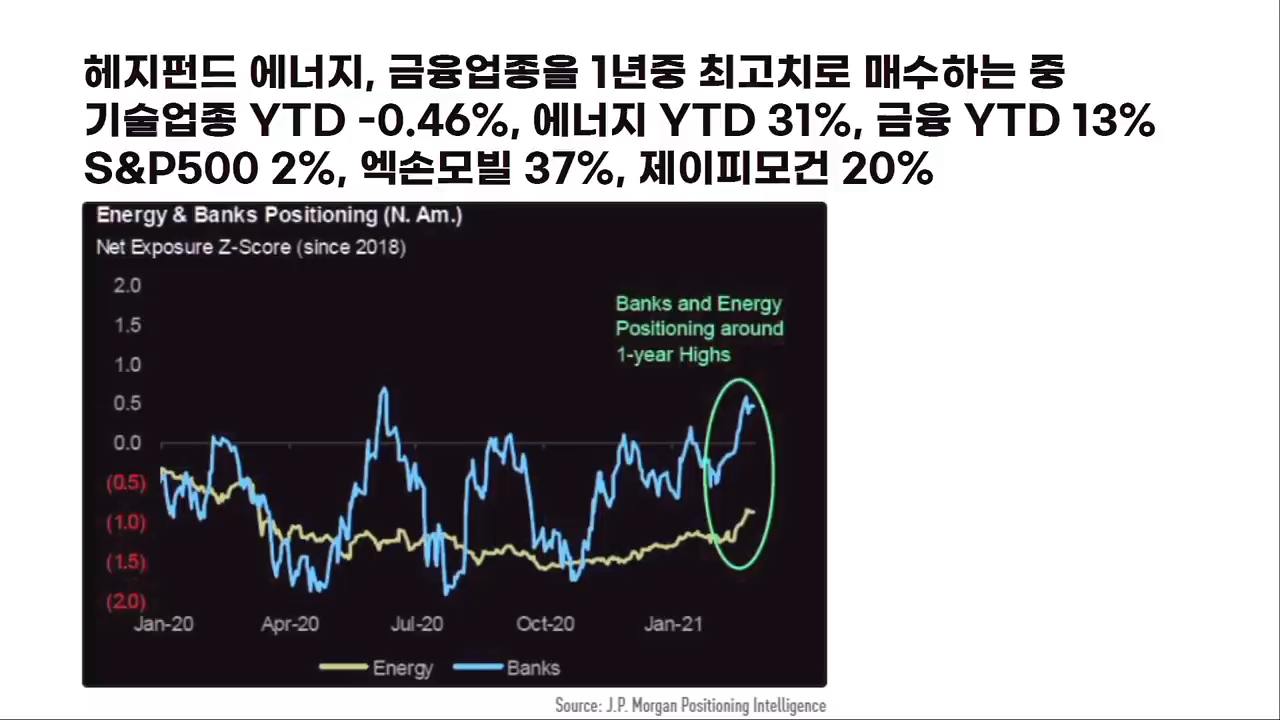 헤지펀드 에너지, 금융업종을 1년중 최고치로 매수하는 중
기술업종 YTD -0.46%, 에너지 YTD 31%, 금융 YTD 13%
S&P500 2%, 엑손모빌 37%, 제이피모건 20%
Energy & Banks Positioning (N. Am.)
Net Exposure Z-Score (since 2018)
2.0
1.5
1.0
0.5
0.0
(0.5)
(1.0)
(1.5)
(2.0)
Banks and Energy
Positioning around
1-year Highs
Jan-20 Apr-20 Jul-20 Oct-20 Jan-21
Energy Banks
Source: J.P. Morgan Positioning Intelligence